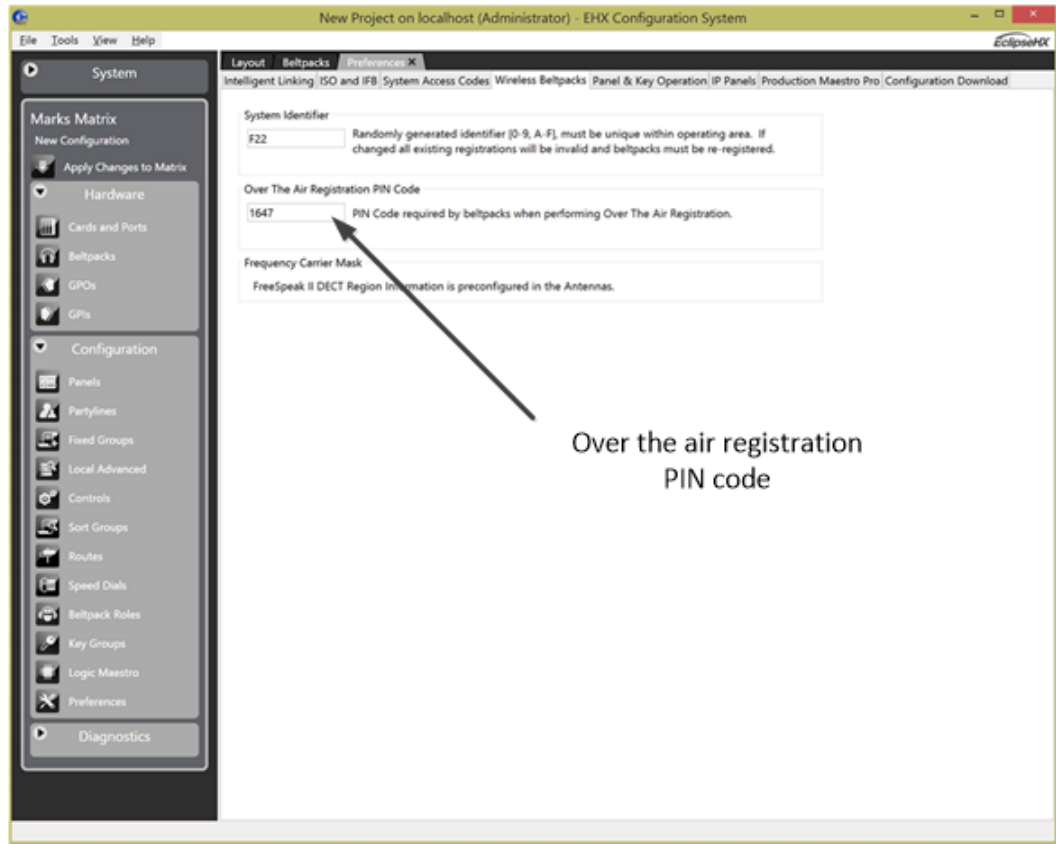 New Project on localhost (Administrator) - EHX Configuration System
File Tools View Help
EclipseHX
System
Layout Beltpacks Preferences X
Intelligent Linking ISO and IFB System Access Codes Wireless Beltpacks Panel & Key Operation IP Panels Production Maestro Pro Configuration Download
Marks Matrix
New Configuration
Apply Changes to Matrix
Hardware
Cards and Ports
Beltpacks
GPOs
GPIs
Configuration
Panels
Partylines
Fixed Groups
Local Advanced
Controls
Sort Groups
Routes
Speed Dials
Beltpack Roles
Key Groups
Logic Maestro
Preferences
Diagnostics
System Identifier
F22
Randomly generated identifier [0-9, A-F], must be unique within operating area. If
changed all existing registrations will be invalid and beltpacks must be re-registered.
Over The Air Registration PIN Code
1647
PIN Code required by beltpacks when performing Over The Air Registration.
Frequency Carrier Mask
FreeSpeak II DECT Region Information is preconfigured in the Antennas.
Over the air registration
PIN code